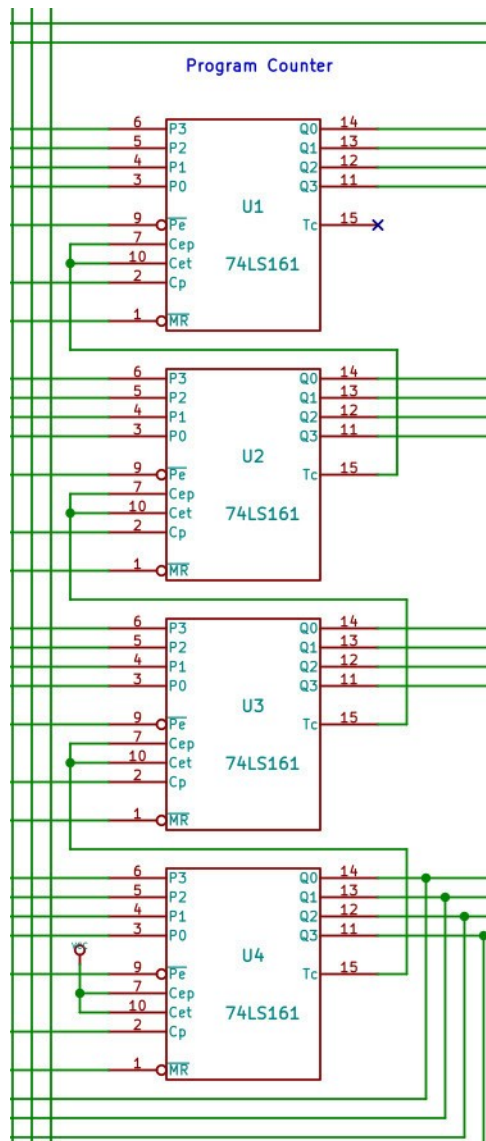 Program Counter
6 P3 Q0 14
5 P2 Q1 13
4 P1 Q2 12
3 P0 Q3 11
U1
9 Pe Tc 15
7 Cep
10 Cet 74LS161
2 Cp
1 MR
6 P3 Q0 14
5 P2 Q1 13
4 P1 Q2 12
3 P0 Q3 11
U2
9 Pe Tc 15
7 Cep
10 Cet 74LS161
2 Cp
1 MR
6 P3 Q0 14
5 P2 Q1 13
4 P1 Q2 12
3 P0 Q3 11
U3
9 Pe Tc 15
7 Cep
10 Cet 74LS161
2 Cp
1 MR
6 P3 Q0 14
5 P2 Q1 13
4 P1 Q2 12
3 P0 Q3 11
U4
9 Pe Tc 15
7 Cep
10 Cet 74LS161
2 Cp
1 MR